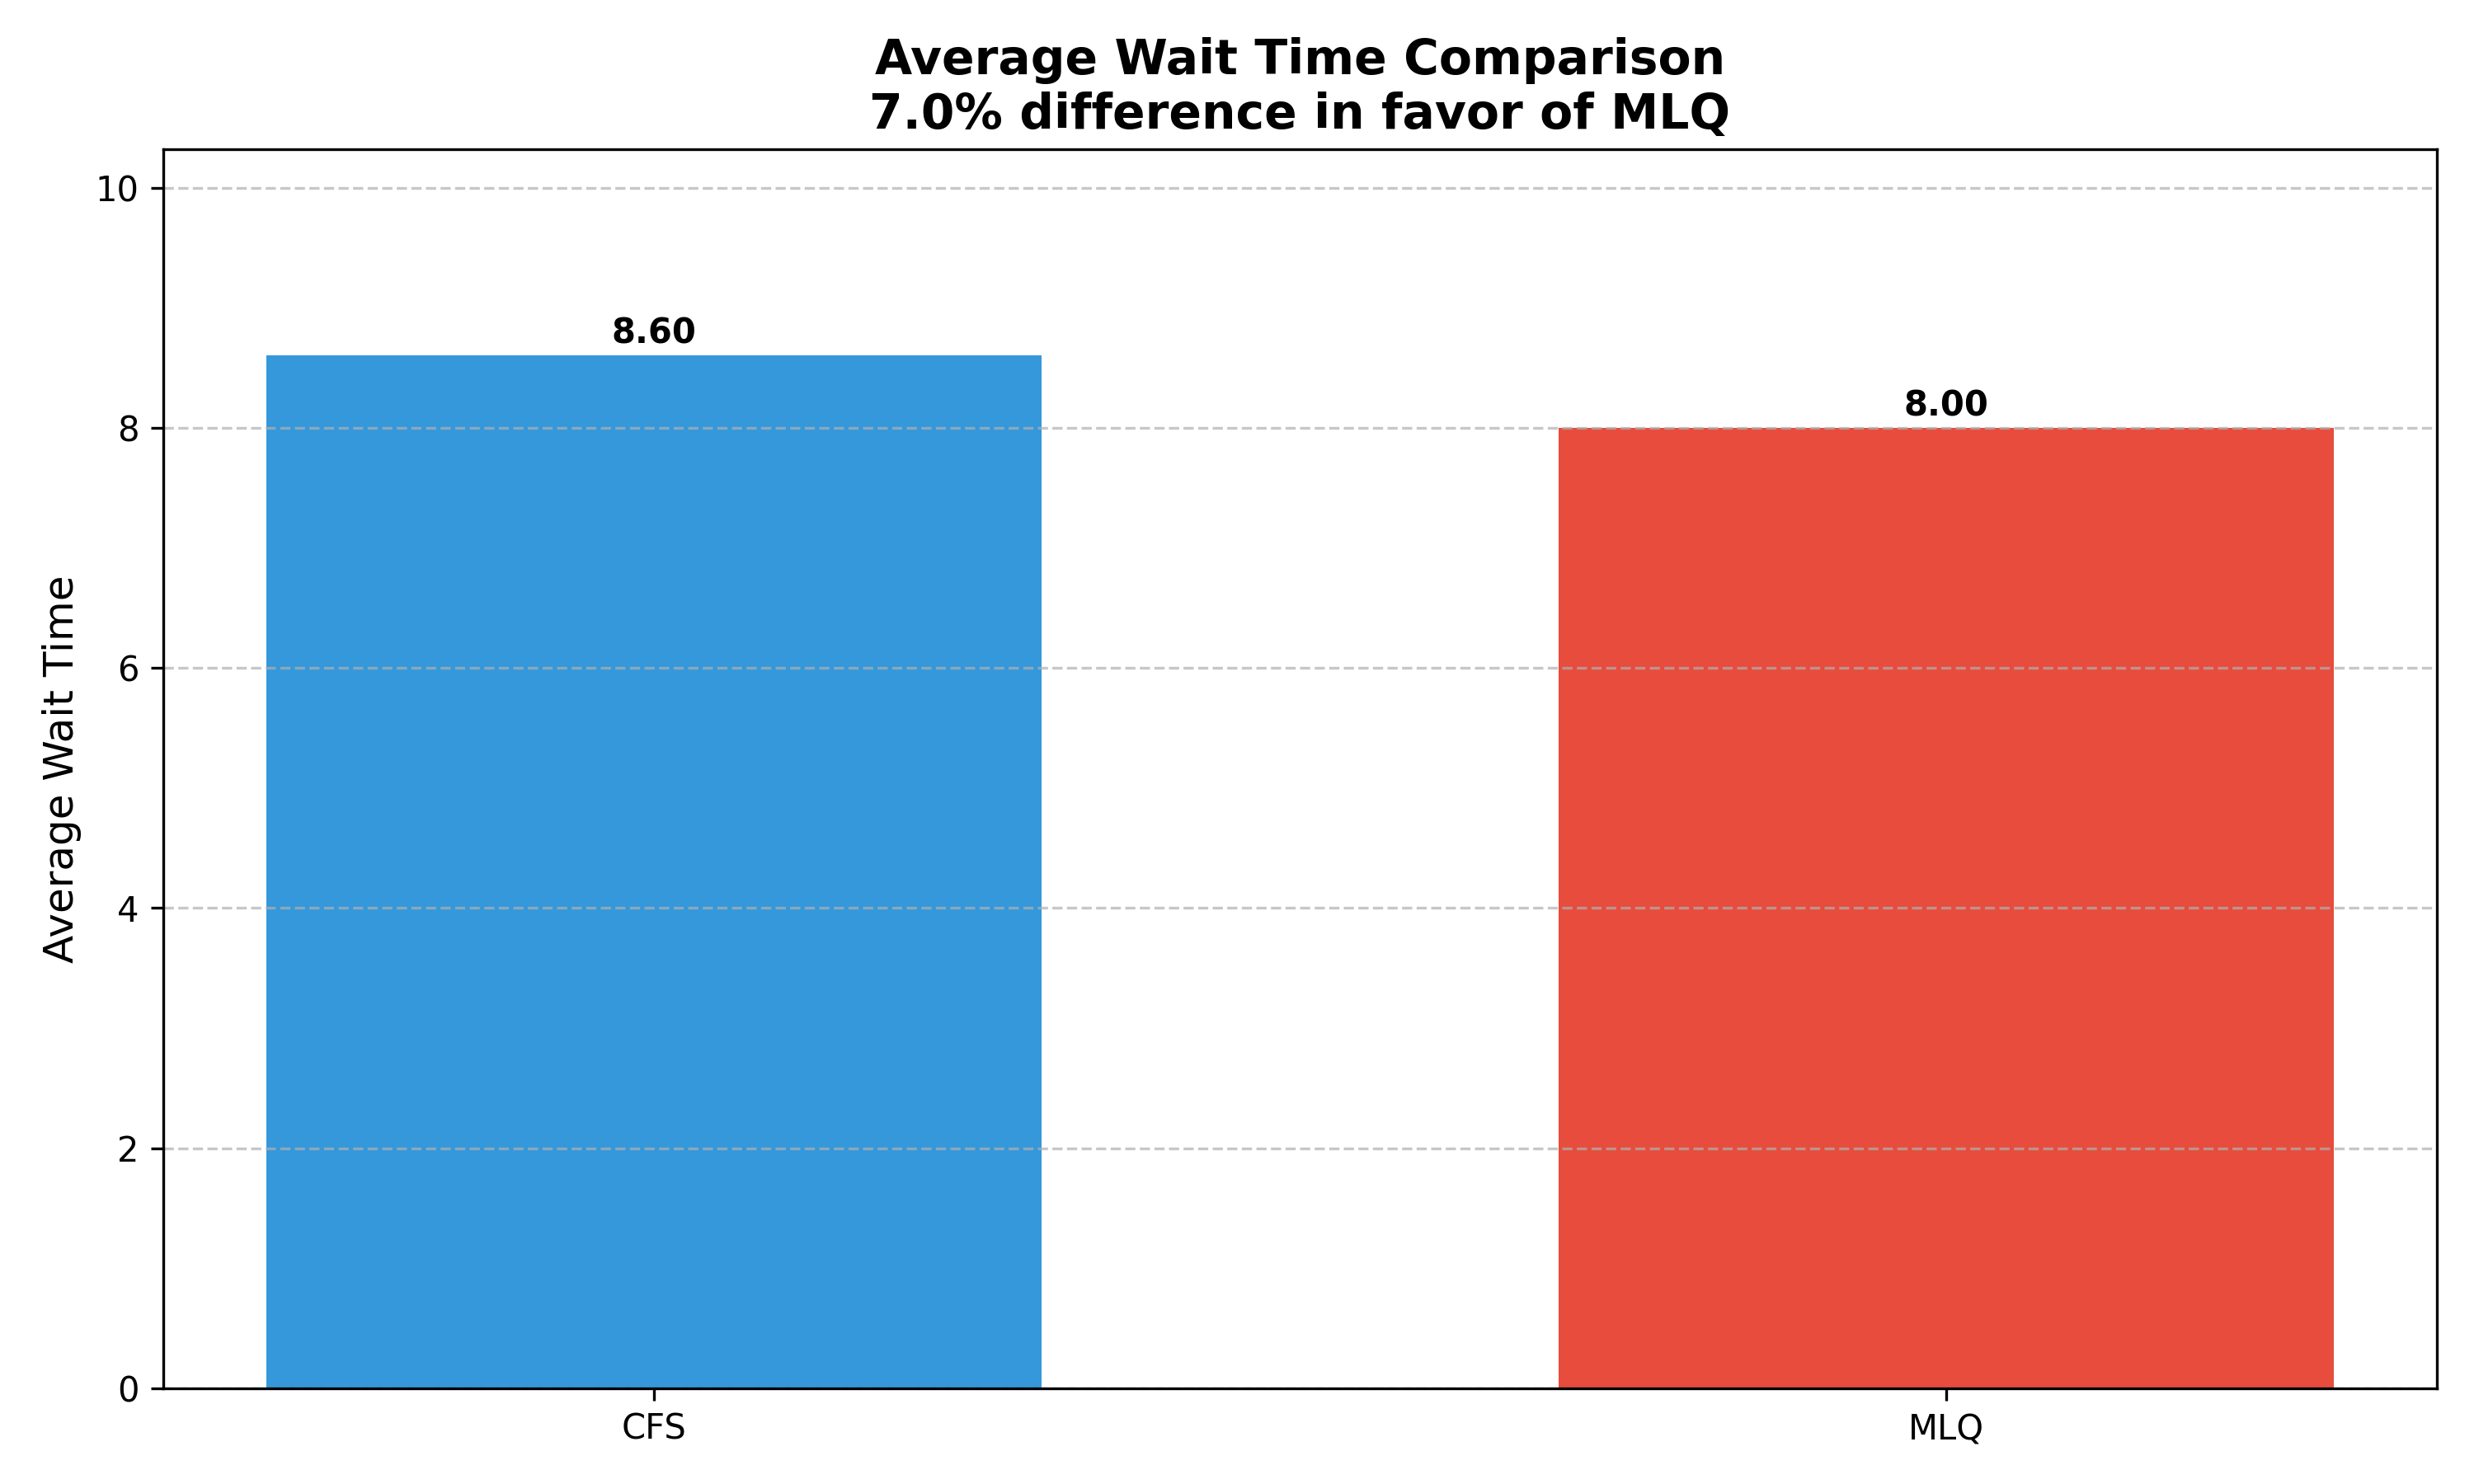 Average Wait Time Comparison
7.0% difference in favor of MLQ
Average Wait Time
10
8
6
4
2
0
8.60
8.00
CFS
MLQ